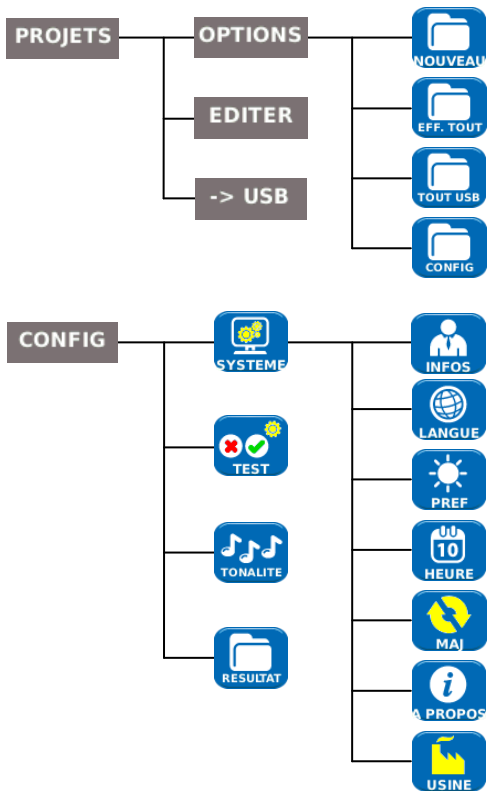 PROJETS
OPTIONS
NOUVEAU
EFF. TOUT
EDITER
TOUT USB
-> USB
CONFIG
CONFIG
SYSTEME
INFOS
LANGUE
TEST
PREF
10
HEURE
TONALITE
MAJ
RESULTAT
i
A PROPOS
USINE